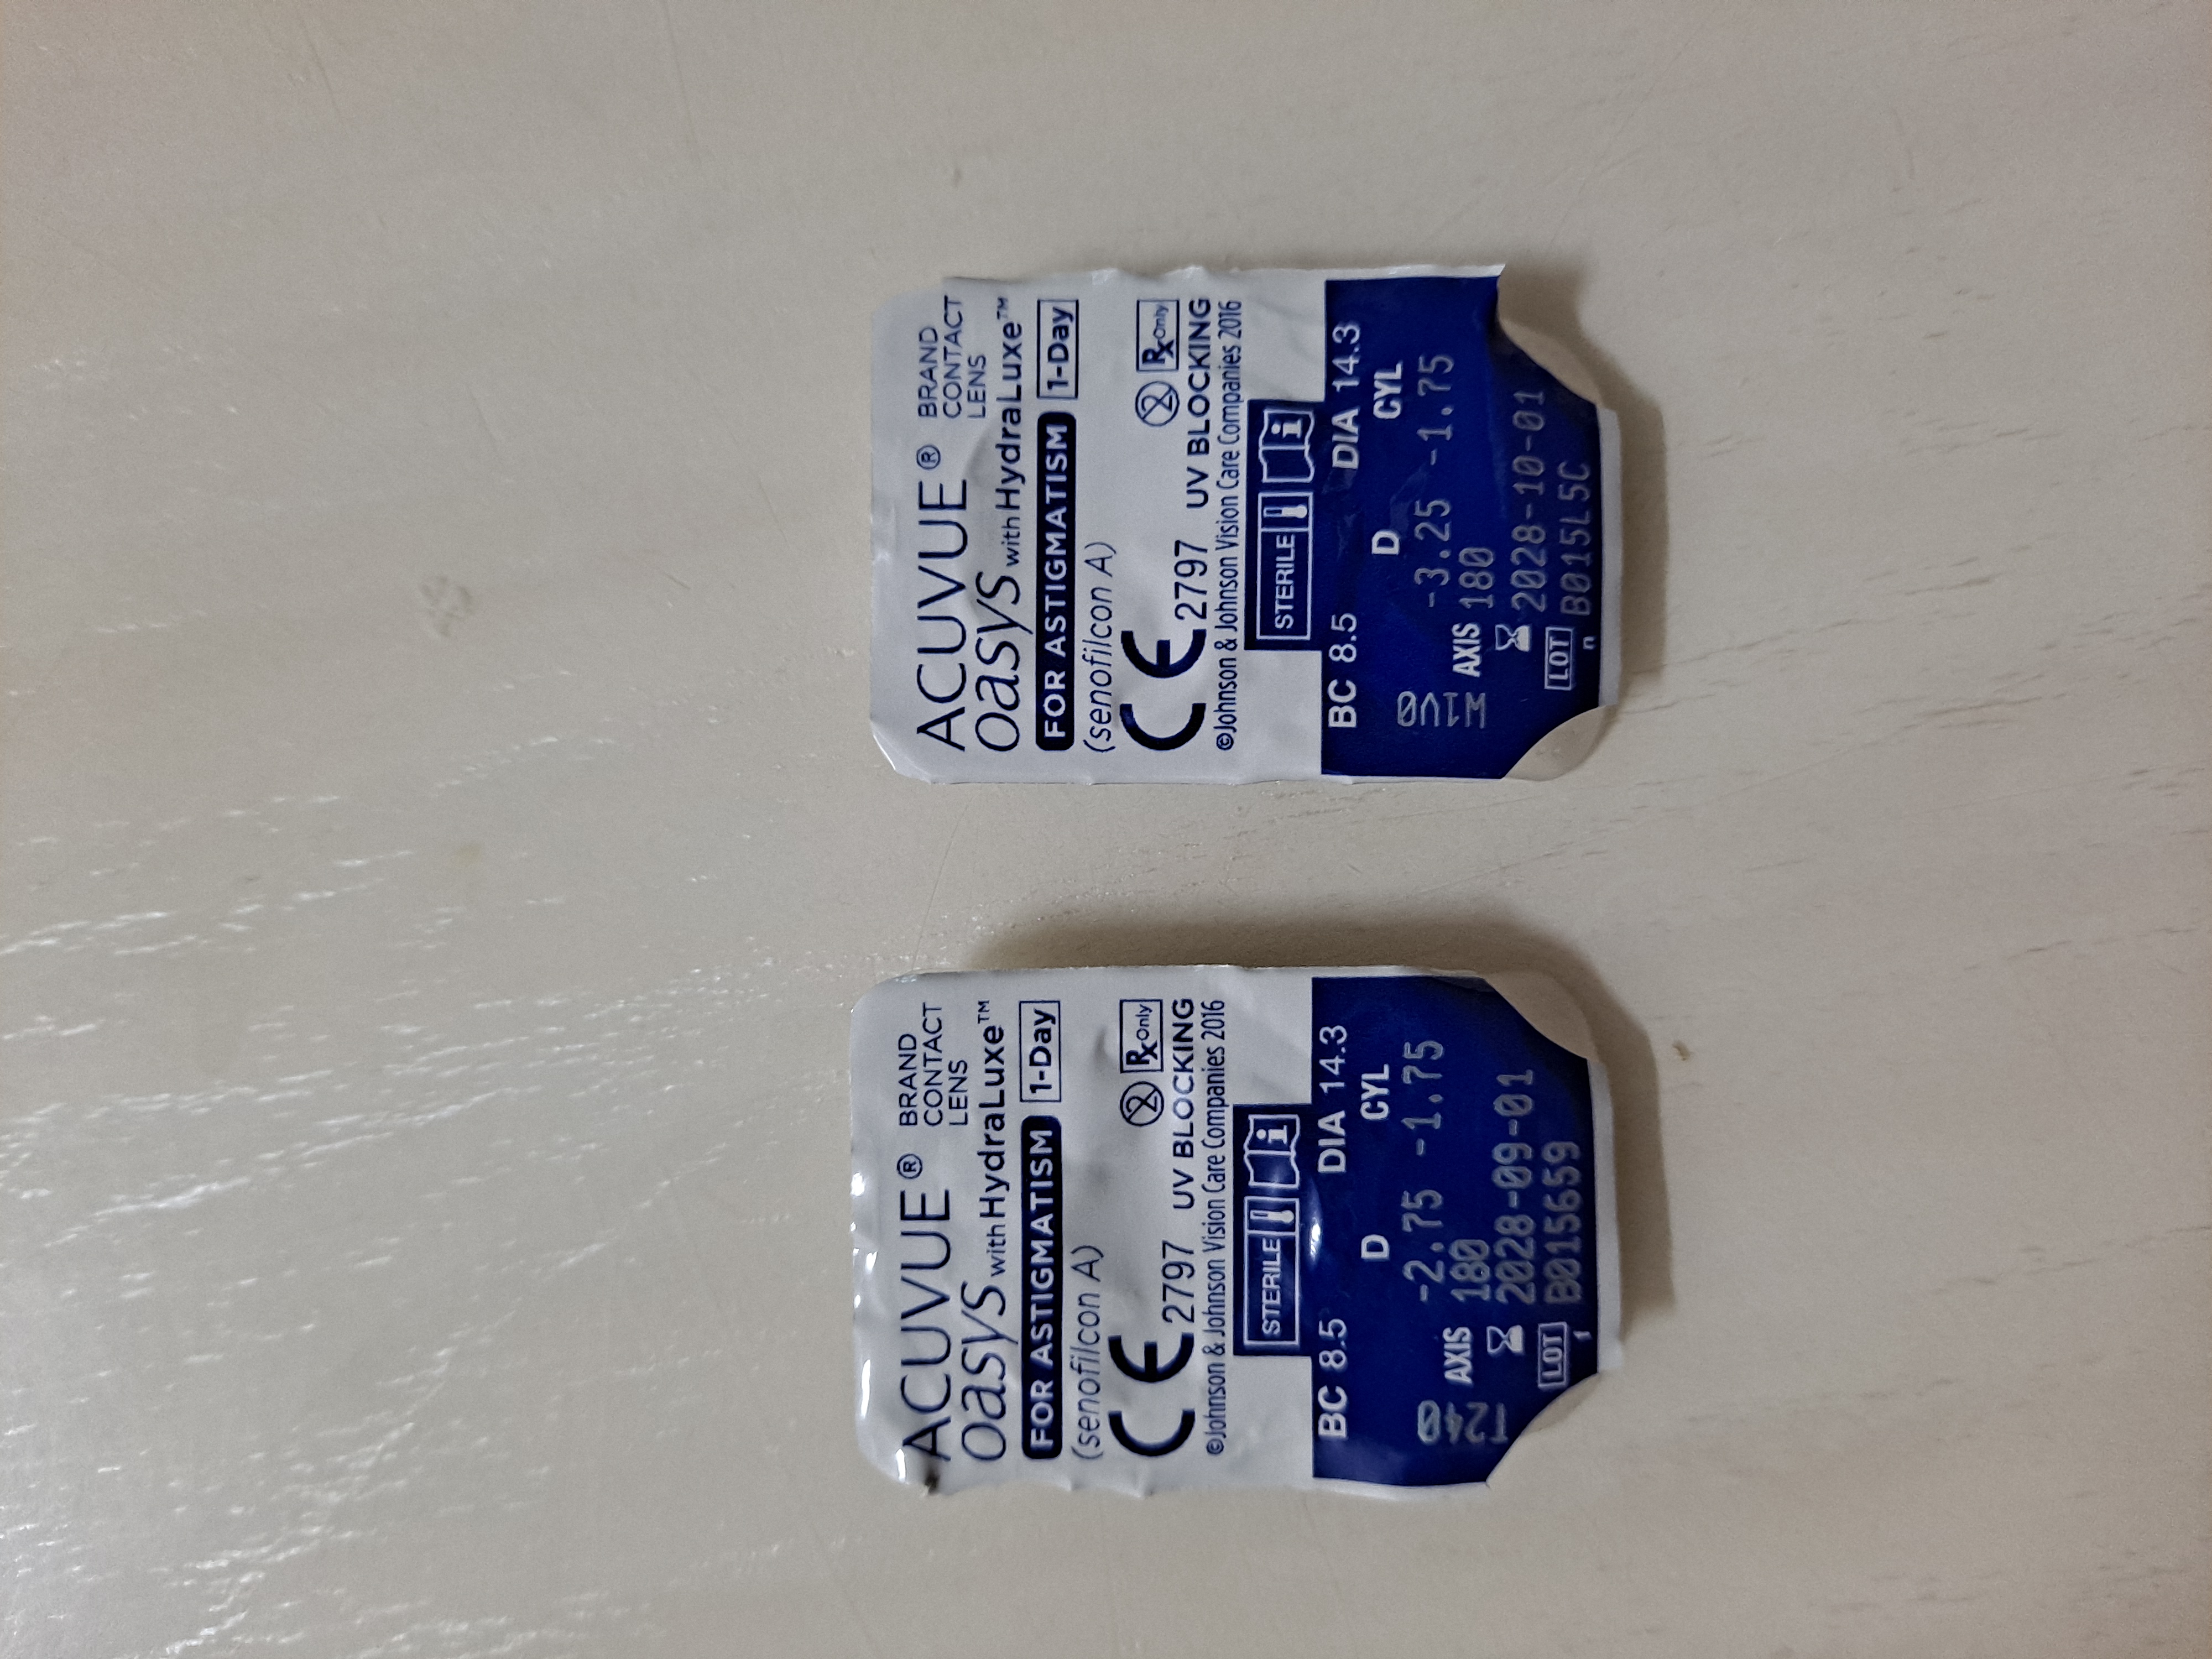 ACUVUE® BRAND CONTACT LENS
OASYS with HydraLuxe™
FOR ASTIGMATISM 1-Day
(senofilcon A)
CE 2797 2 Rx Only
UV BLOCKING
©Johnson & Johnson Vision Care Companies 2016
STERILE i
BC 8.5 DIA 14.3
D CYL
-2.75 -1.75
AXIS 180
2028-09-01
LOT B015659
T240
ACUVUE® BRAND CONTACT LENS
OASYS with HydraLuxe™
FOR ASTIGMATISM 1-Day
(senofilcon A)
CE 2797 2 Rx Only
UV BLOCKING
©Johnson & Johnson Vision Care Companies 2016
STERILE i
BC 8.5 DIA 14.3
D CYL
-3.25 -1.75
AXIS 180
2028-10-01
LOT B015L5C
n
W1V0